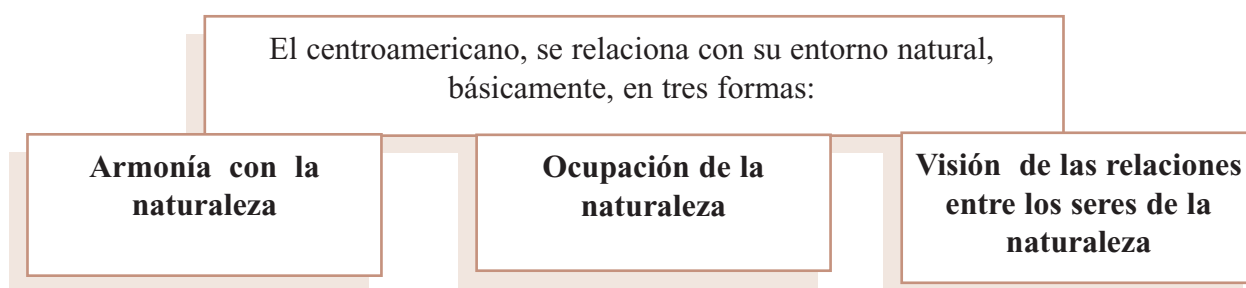 El centroamericano, se relaciona con su entorno natural,
básicamente, en tres formas:
Armonía con la
naturaleza
Ocupación de la
naturaleza
Visión de las relaciones
entre los seres de la
naturaleza